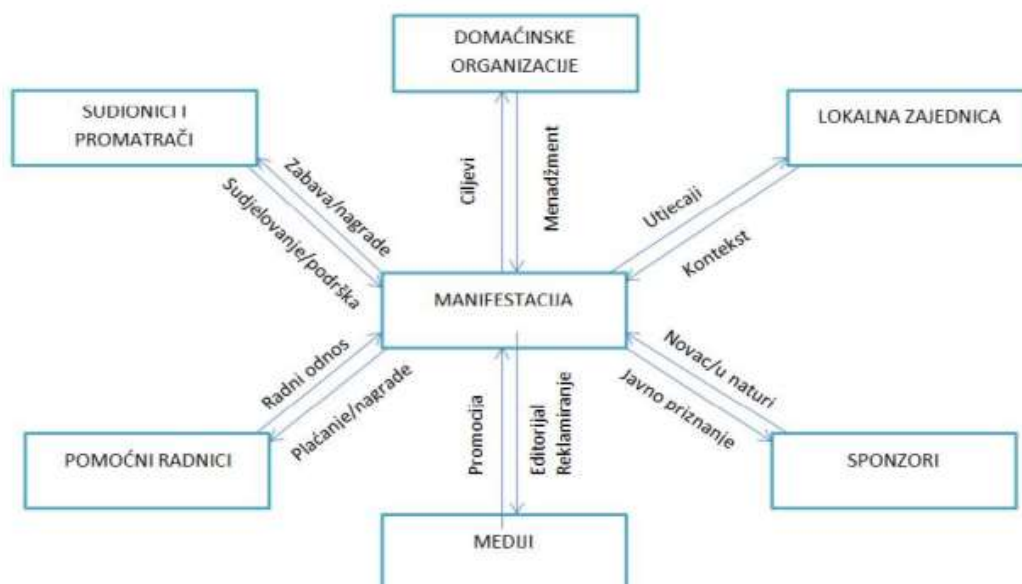 DOMAĆINSKE
ORGANIZACIJE
SUDIONICI I
PROMATRAČI
LOKALNA ZAJEDNICA
Zabava/nagrade
Sudjelovanje/podrška
Ciljevi
Menadžment
Utjecaji
Kontekst
MANIFESTACIJA
Radni odnos
Plaćanje/nagrade
Promocija
Editorijal
Reklamiranje
Novac/u naturi
Javno priznanje
POMOĆNI RADNICI
MEDIJI
SPONZORI